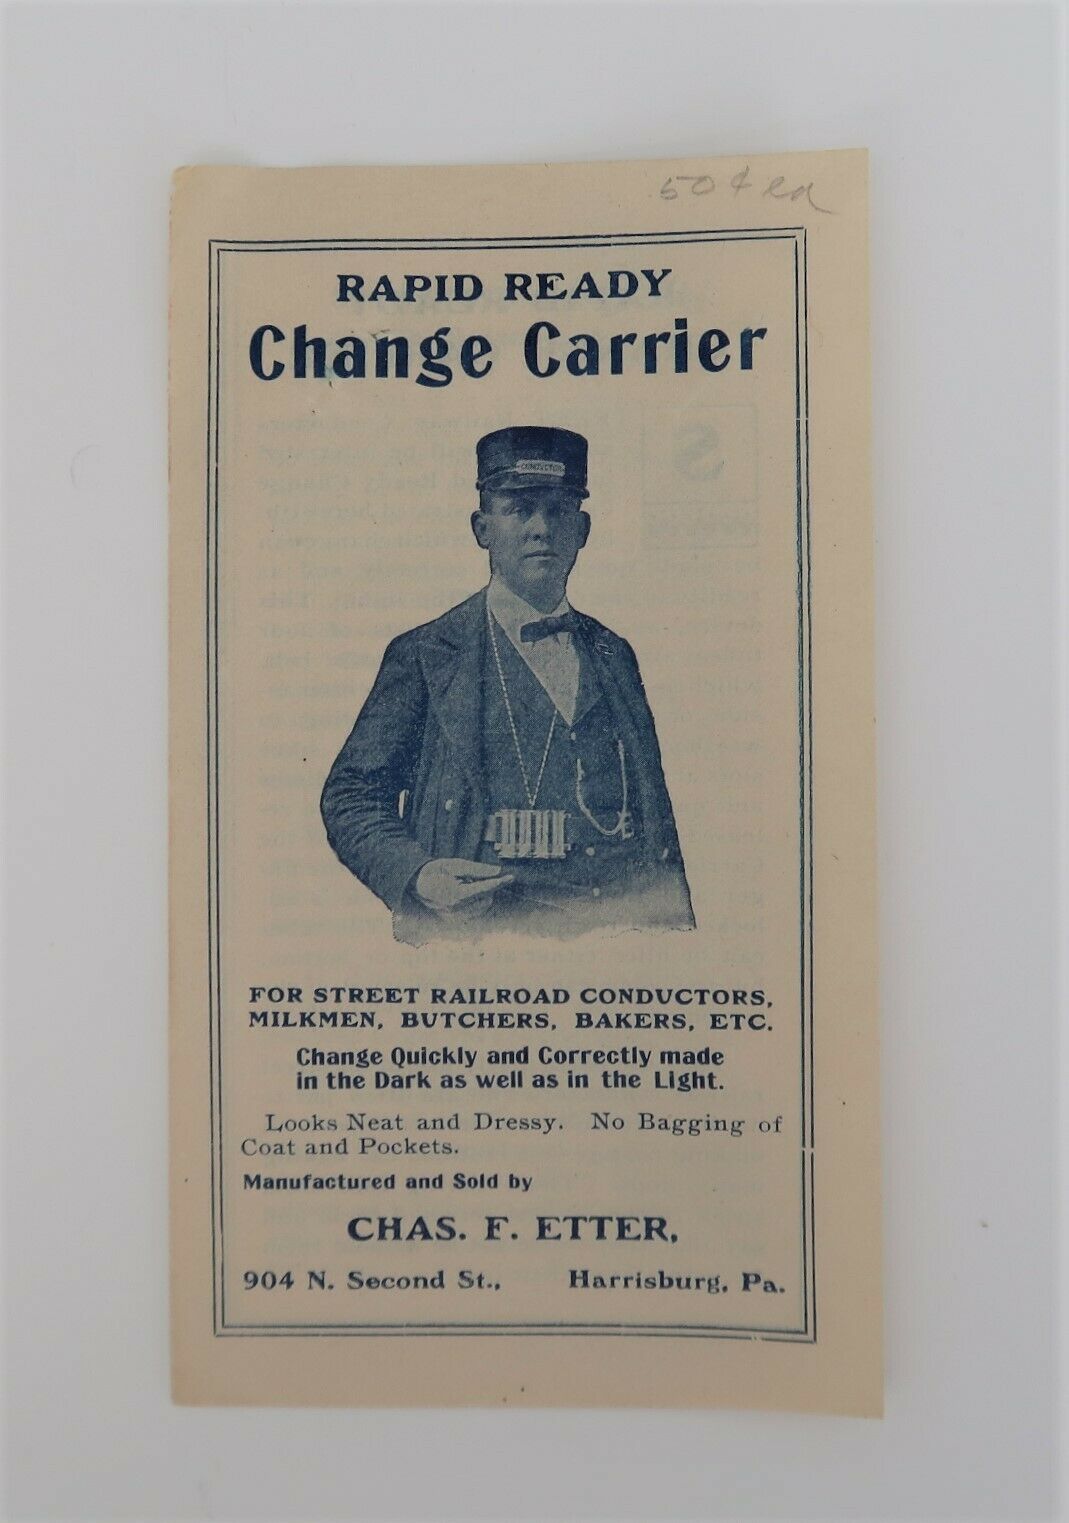 50¢ ea
RAPID READY
Change Carrier
CONDUCTOR
FOR STREET RAILROAD CONDUCTORS,
MILKMEN, BUTCHERS, BAKERS, ETC.
Change Quickly and Correctly made
in the Dark as well as in the Light.
Looks Neat and Dressy. No Bagging of
Coat and Pockets.
Manufactured and Sold by
CHAS. F. ETTER,
904 N. Second St., Harrisburg, Pa.